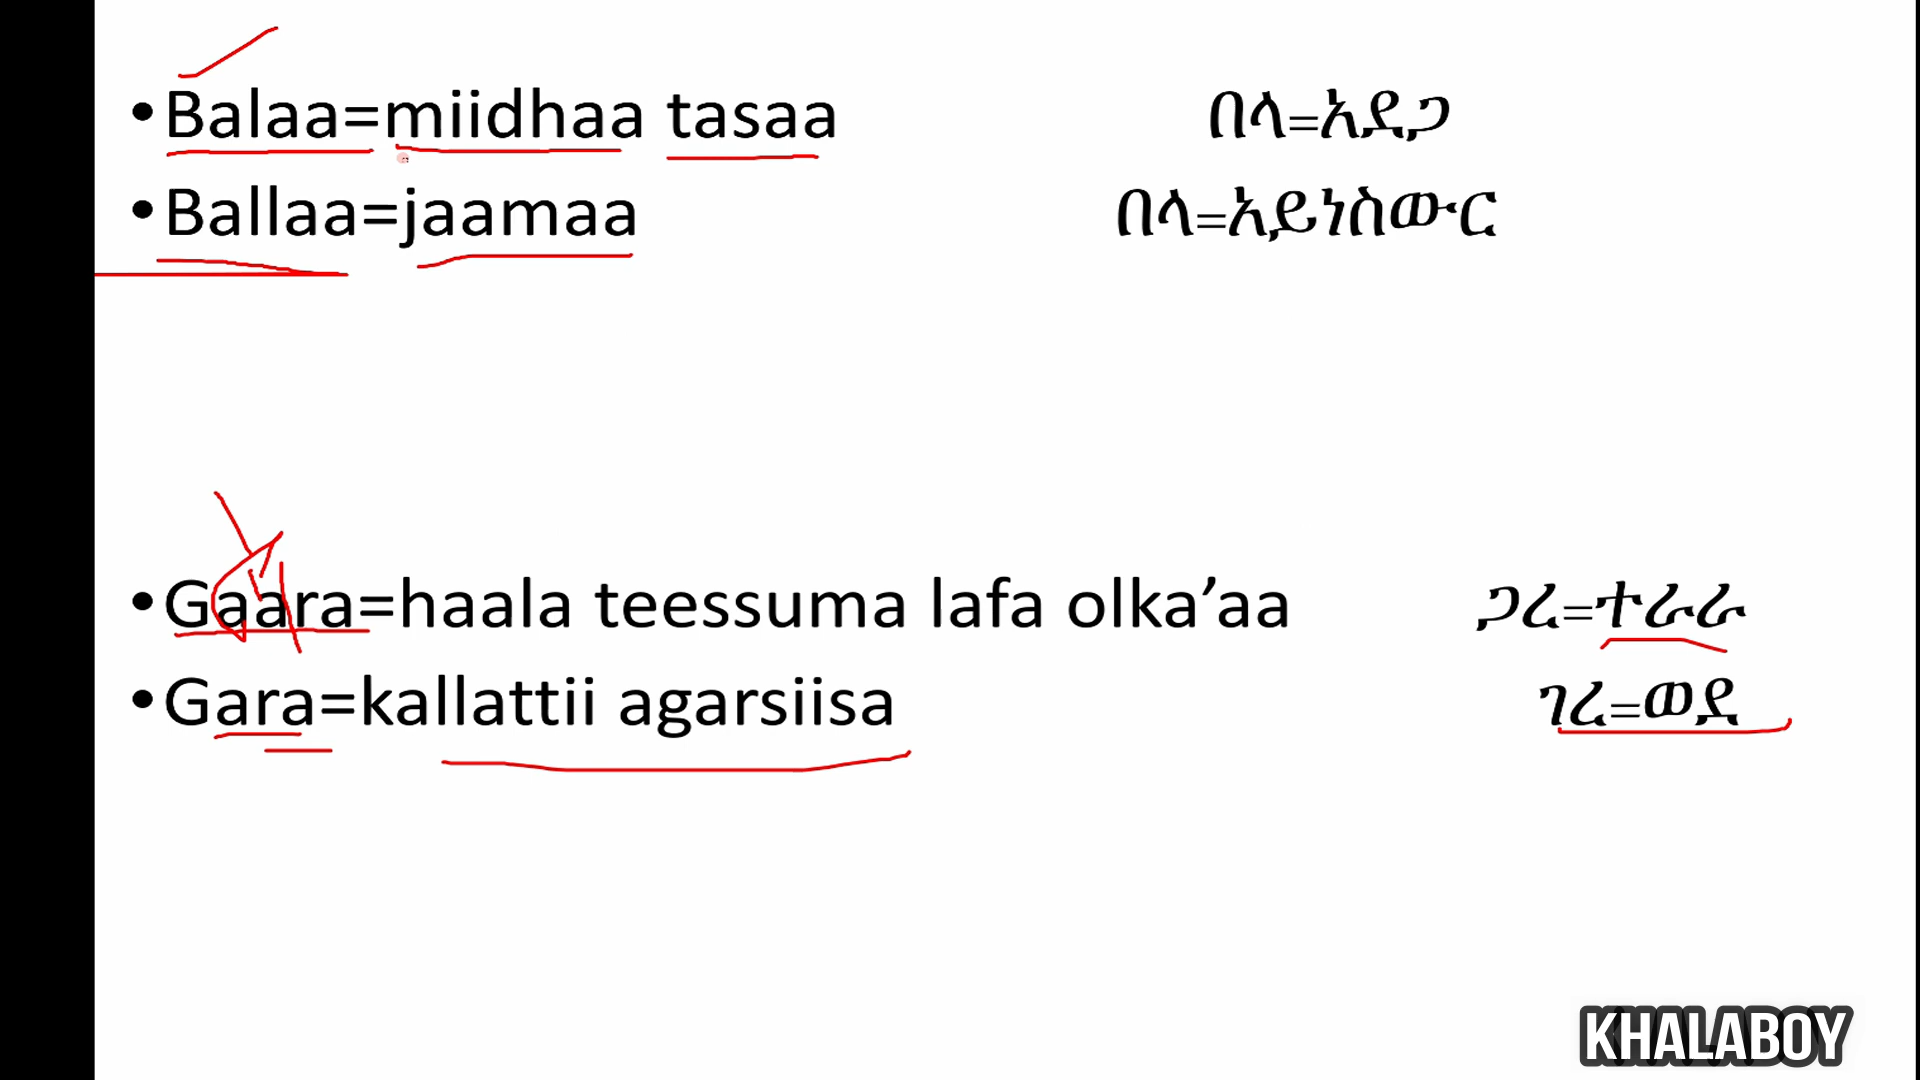 •Balaa=miidhaa tasaa በላ=አደጋ
•Ballaa=jaamaa በላ=አይነስውር
•Gaara=haala teessuma lafa olka’aa ጋረ=ተራራ
•Gara=kallattii agarsiisa ገረ=ወደ
KHALABOY